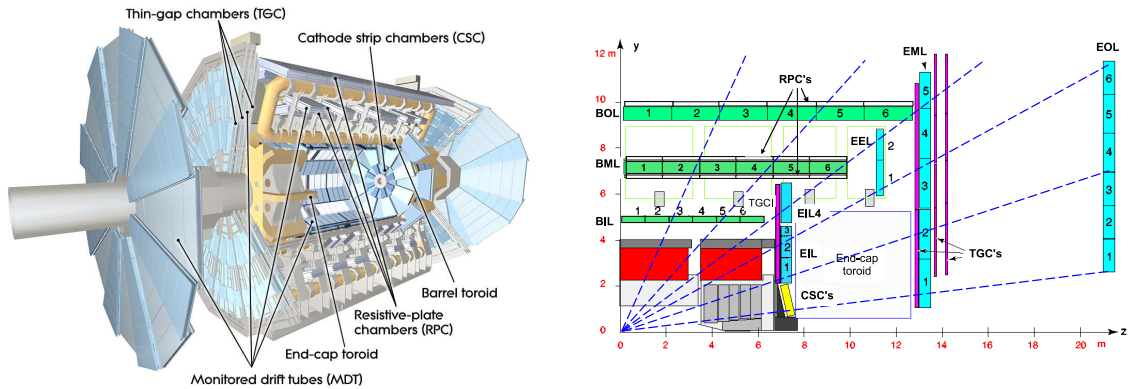 Thin-gap chambers (TGC)
Cathode strip chambers (CSC)
Barrel toroid
Resistive-plate
chambers (RPC)
End-cap toroid
Monitored drift tubes (MDT)
12 m
y
EML
EOL
RPC's
6
5
10
1 2 3 4 5 6
BOL
5
4
8
EEL
2
4
BML
1 2 3 4 5 6
1
3
3
6
TGCI
EIL4
1 2 3 4 5 6
BIL
2
2
4
3
2
EIL
End-cap
toroid
TGC's
1
1
1
2
CSC's
0
z
0 2 4 6 8 10 12 14 16 18 20
m